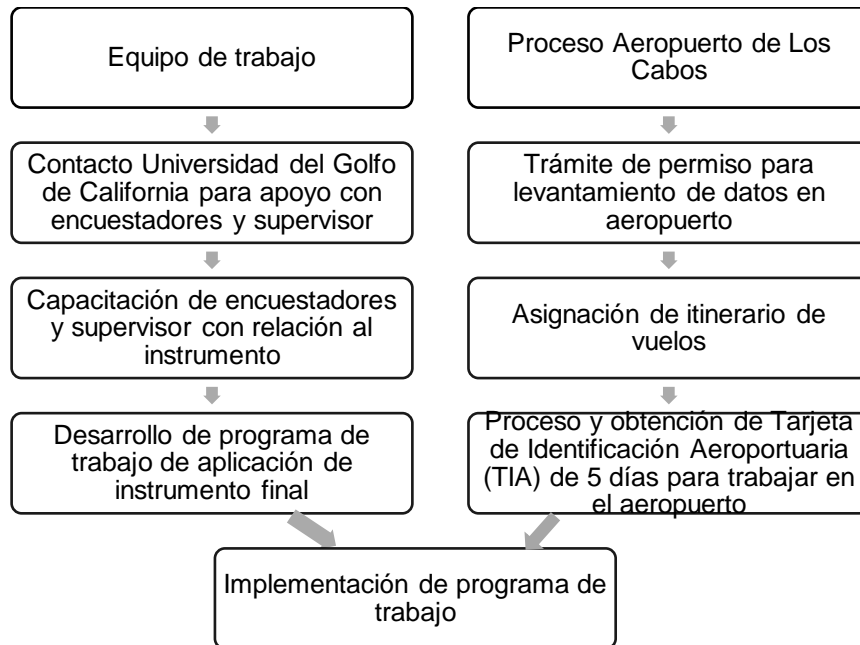 Equipo de trabajo
Contacto Universidad del Golfo
de California para apoyo con
encuestadores y supervisor
Capacitación de encuestadores
y supervisor con relación al
instrumento
Desarrollo de programa de
trabajo de aplicación de
instrumento final
Proceso Aeropuerto de Los
Cabos
Trámite de permiso para
levantamiento de datos en
aeropuerto
Asignación de itinerario de
vuelos
Proceso y obtención de Tarjeta
de Identificación Aeroportuaria
(TIA) de 5 días para trabajar en
el aeropuerto
Implementación de programa de
trabajo